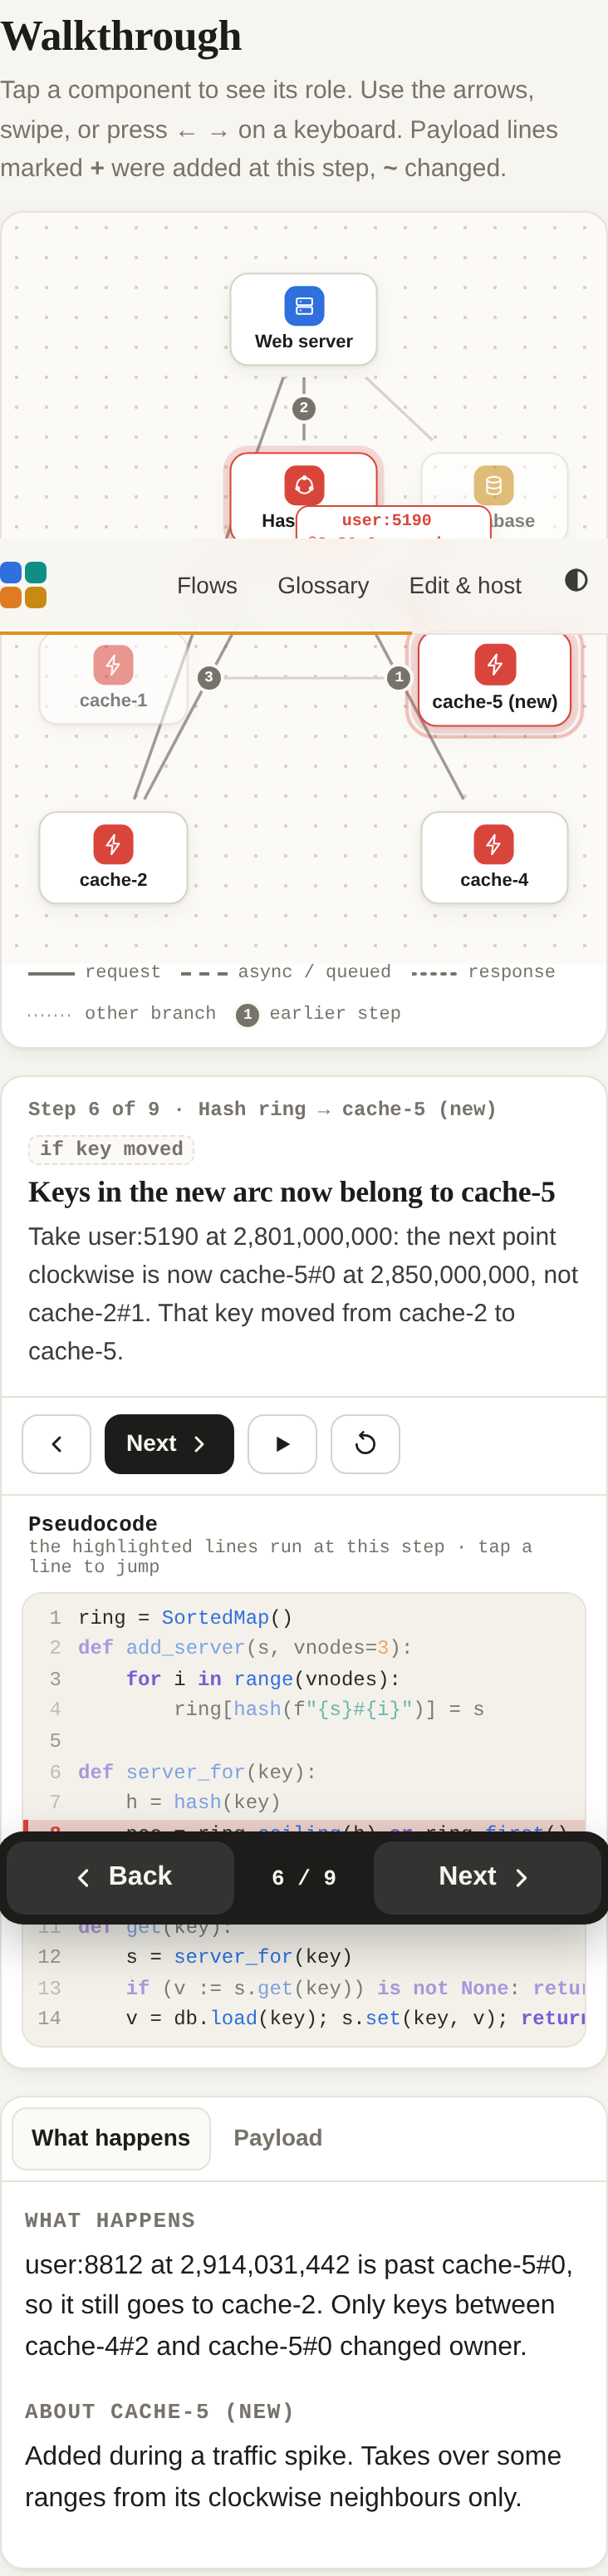 Walkthrough
Tap a component to see its role. Use the arrows,
swipe, or press ← → on a keyboard. Payload lines
marked + were added at this step, ~ changed.
Web server
2
Has
user:5190
base
Flows Glossary Edit & host
cache-1
3
1
cache-5 (new)
cache-2
cache-4
request async / queued response
other branch 1 earlier step
Step 6 of 9 · Hash ring → cache-5 (new)
if key moved
Keys in the new arc now belong to cache-5
Take user:5190 at 2,801,000,000: the next point
clockwise is now cache-5#0 at 2,850,000,000, not
cache-2#1. That key moved from cache-2 to
cache-5.
Next
Pseudocode
the highlighted lines run at this step · tap a
line to jump
1 ring = SortedMap()
2 def add_server(s, vnodes=3):
3 for i in range(vnodes):
4 ring[hash(f"{s}#{i}")] = s
5
6 def server_for(key):
7 h = hash(key)
Back 6 / 9 Next
11 def get(key):
12 s = server_for(key)
13 if (v := s.get(key)) is not None: retur
14 v = db.load(key); s.set(key, v); return
What happens Payload
WHAT HAPPENS
user:8812 at 2,914,031,442 is past cache-5#0,
so it still goes to cache-2. Only keys between
cache-4#2 and cache-5#0 changed owner.
ABOUT CACHE-5 (NEW)
Added during a traffic spike. Takes over some
ranges from its clockwise neighbours only.